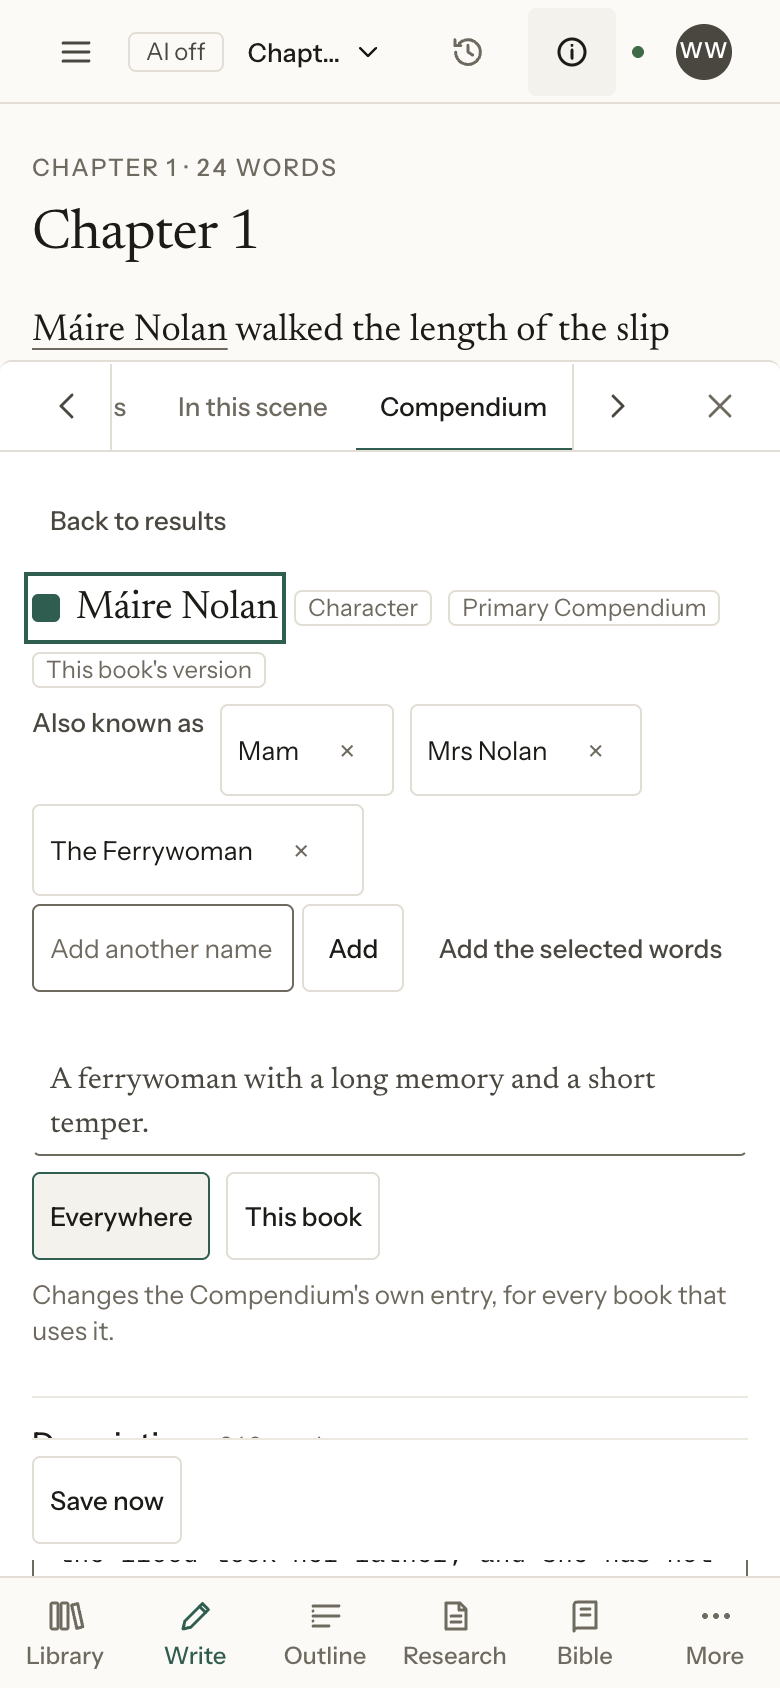 AI off Chapt...
WW
CHAPTER 1 · 24 WORDS
Chapter 1
Máire Nolan walked the length of the slip
s In this scene Compendium
Back to results
Máire Nolan Character Primary Compendium
This book's version
Also known as Mam × Mrs Nolan ×
The Ferrywoman ×
Add another name Add Add the selected words
A ferrywoman with a long memory and a short
temper.
Everywhere This book
Changes the Compendium's own entry, for every book that
uses it.
Save now
Library Write Outline Research Bible More